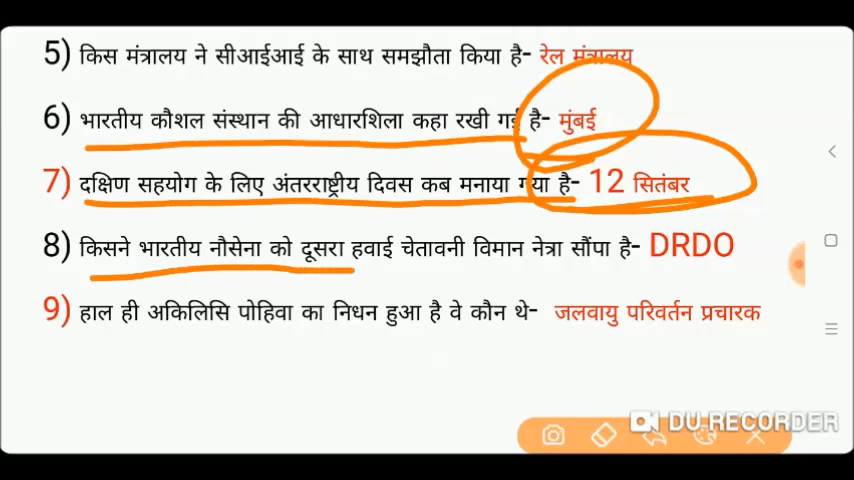 5) किस मंत्रालय ने सीआईआई के साथ समझौता किया है- रेल मंत्रालय
6) भारतीय कौशल संस्थान की आधारशिला कहा रखी गई है- मुंबई
7) दक्षिण सहयोग के लिए अंतरराष्ट्रीय दिवस कब मनाया गया है- 12 सितंबर
8) किसने भारतीय नौसेना को दूसरा हवाई चेतावनी विमान नेत्रा सौंपा है- DRDO
9) हाल ही अकिलिसि पोहिवा का निधन हुआ है वे कौन थे- जलवायु परिवर्तन प्रचारक
DU RECORDER